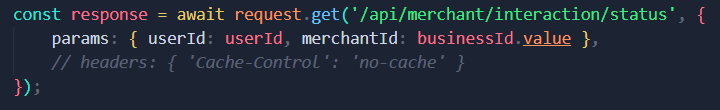 const response = await request.get('/api/merchant/interaction/status', {
params: { userId: userId, merchantId: businessId.value },
// headers: { 'Cache-Control': 'no-cache' }
});